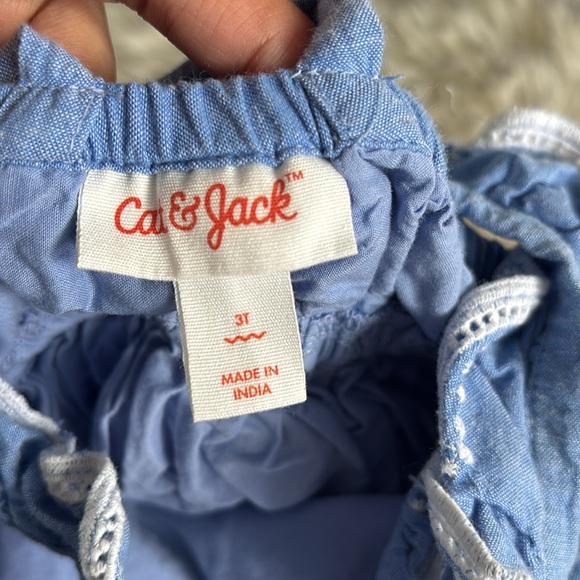 Cat & Jack™
3T
MADE IN
INDIA